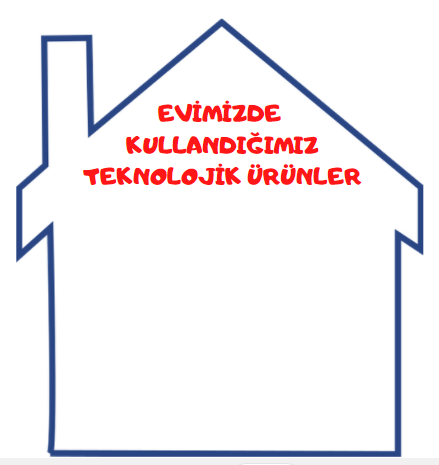 EVİMİZDE
KULLANDIĞIMIZ
TEKNOLOJİK ÜRÜNLER